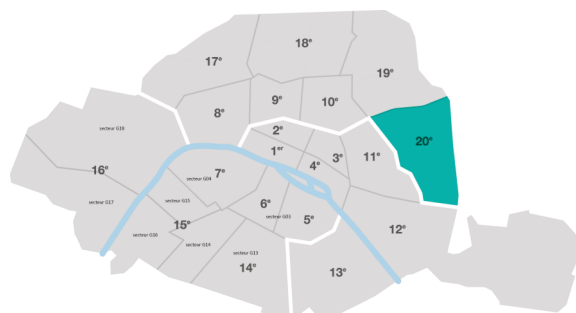 18ᵉ
17ᵉ
19ᵉ
9ᵉ
10ᵉ
8ᵉ
secteur G18
2ᵉ
20ᵉ
1ᵉʳ
3ᵉ
11ᵉ
4ᵉ
16ᵉ
7ᵉ
secteur G04
secteur G17
secteur G15
6ᵉ
secteur G03
5ᵉ
15ᵉ
12ᵉ
secteur G16
secteur G14
secteur G13
14ᵉ
13ᵉ